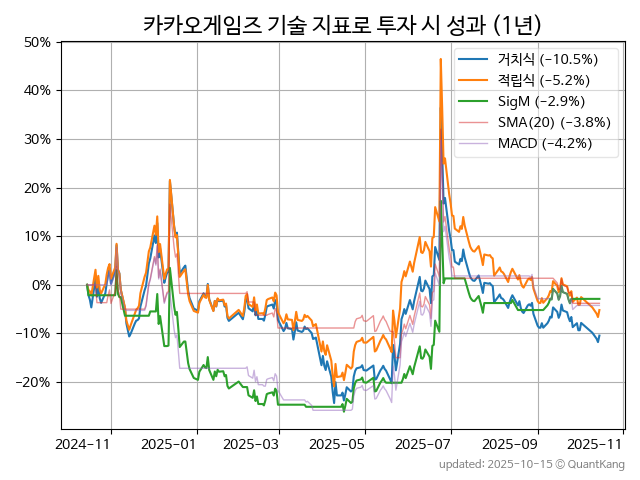 카카오게임즈 기술 지표로 투자 시 성과 (1년)
50%
40%
30%
20%
10%
0%
−10%
−20%
거치식 (−10.5%)
적립식 (−5.2%)
SigM (−2.9%)
SMA(20) (−3.8%)
MACD (−4.2%)
2024-11 2025-01 2025-03 2025-05 2025-07 2025-09 2025-11
updated: 2025-10-15 © QuantKang